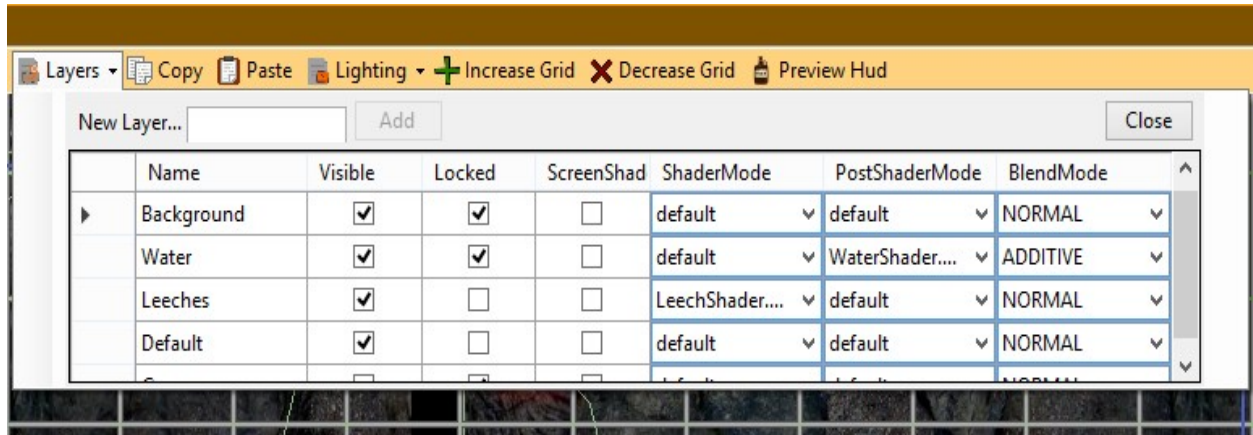 Layers Copy Paste Lighting Increase Grid Decrease Grid Preview Hud
New Layer... Add Close
Name Visible Locked ScreenShad ShaderMode PostShaderMode BlendMode
Background default default NORMAL
Water default WaterShader.... ADDITIVE
Leeches LeechShader.... default NORMAL
Default default default NORMAL